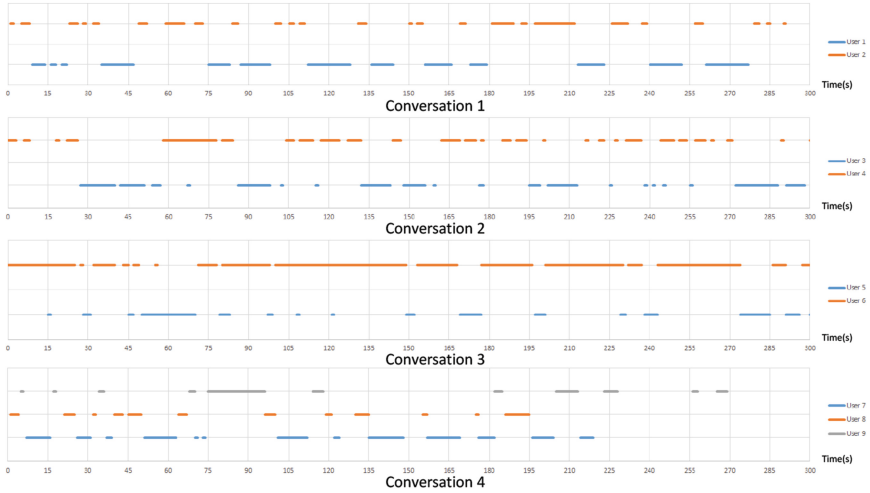 User 1
User 2
Time(s)
0 15 30 45 60 75 90 105 120 135 150 165 180 195 210 225 240 255 270 285 300
Conversation 1
User 3
User 4
Time(s)
0 15 30 45 60 75 90 105 120 135 150 165 180 195 210 225 240 255 270 285 300
Conversation 2
User 5
User 6
Time(s)
0 15 30 45 60 75 90 105 120 135 150 165 180 195 210 225 240 255 270 285 300
Conversation 3
User 7
User 8
User 9
Time(s)
0 15 30 45 60 75 90 105 120 135 150 165 180 195 210 225 240 255 270 285 300
Conversation 4